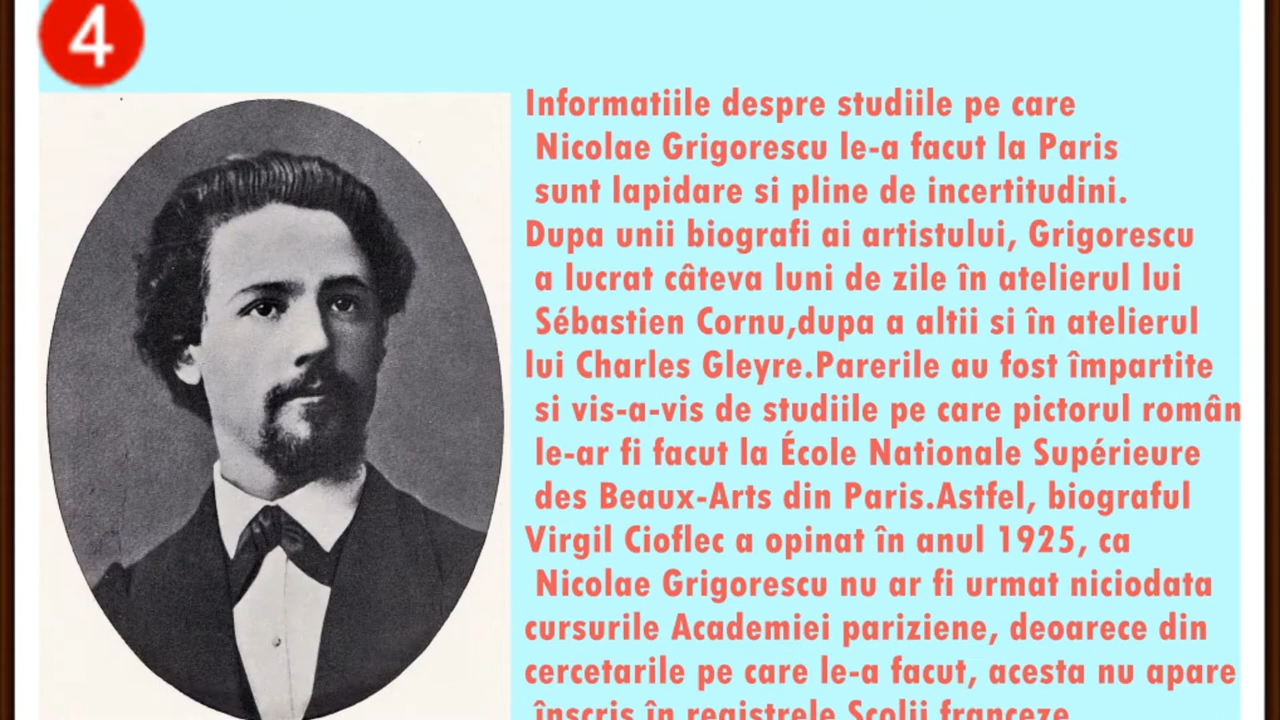 4
Informatiile despre studiile pe care
Nicolae Grigorescu le-a facut la Paris
sunt lapidare si pline de incertitudini.
Dupa unii biografi ai artistului, Grigorescu
a lucrat câteva luni de zile în atelierul lui
Sébastien Cornu,dupa a altii si în atelierul
lui Charles Gleyre.Parerile au fost împartite
si vis-a-vis de studiile pe care pictorul român
le-ar fi facut la École Nationale Supérieure
des Beaux-Arts din Paris.Astfel, biograful
Virgil Cioflec a opinat în anul 1925, ca
Nicolae Grigorescu nu ar fi urmat niciodata
cursurile Academiei pariziene, deoarece din
cercetarile pe care le-a facut, acesta nu apare
înscris în registrele Scolii franceze